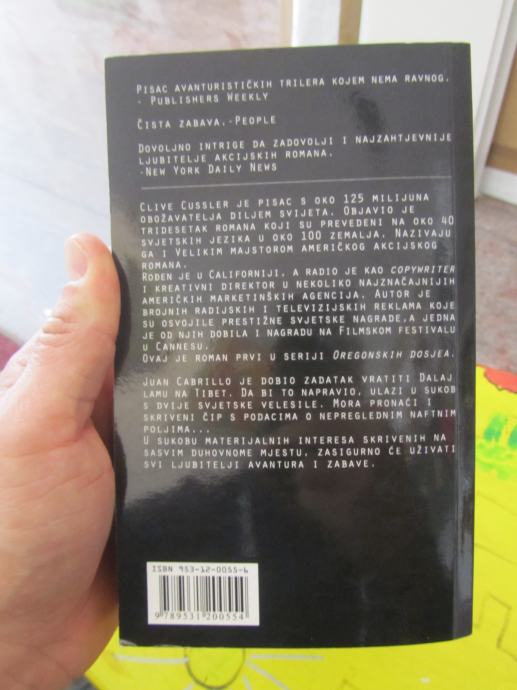 Pisac avanturističkih trilera kojem nema ravnog.
- Publishers Weekly
Čista zabava.-People
Dovoljno intrige da zadovolji i najzahtjevnije
ljubitelje akcijskih romana.
-New York Daily News
Clive Cussler je pisac s oko 125 milijuna
obožavatelja diljem svijeta. Objavio je
tridesetak romana koji su prevedeni na oko 40
svjetskih jezika u oko 100 zemalja. Nazivaju
ga i Velikim majstorom američkog akcijskog
romana.
Rođen je u Californiji, a radio je kao copywriter
i kreativni direktor u nekoliko najznačajnijih
američkih marketinških agencija. Autor je
brojnih radijskih i televizijskih reklama koje
su osvojile prestižne svjetske nagrade,a jedna
je od njih dobila i nagradu na Filmskom festivalu
u Cannesu.
Ovaj je roman prvi u seriji Oregonskih dosjea.
Juan Cabrillo je dobio zadatak vratiti Dalaj
lamu na Tibet. Da bi to napravio, ulazi u sukob
s dvije svjetske velesile. Mora pronaći i
skriveni čip s podacima o nepreglednim naftnim
poljima...
U sukobu materijalnih interesa skrivenih na
sasvim duhovnome mjestu, zasigurno će uživati
svi ljubitelji avantura i zabave.
ISBN 953-12-0055-6
9 789531 200554